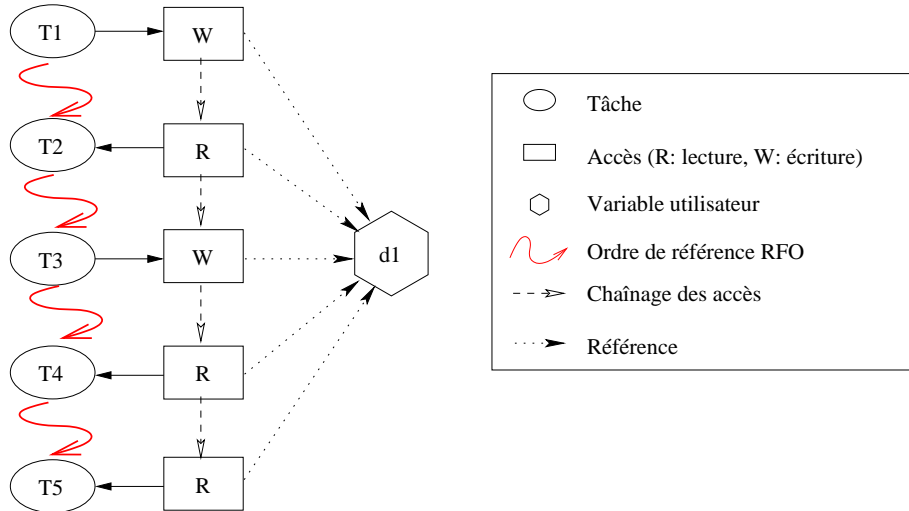 T1 W
T2 R
T3 W
d1
T4 R
T5 R
Tâche
Accès (R: lecture, W: écriture)
Variable utilisateur
Ordre de référence RFO
Chaînage des accès
Référence